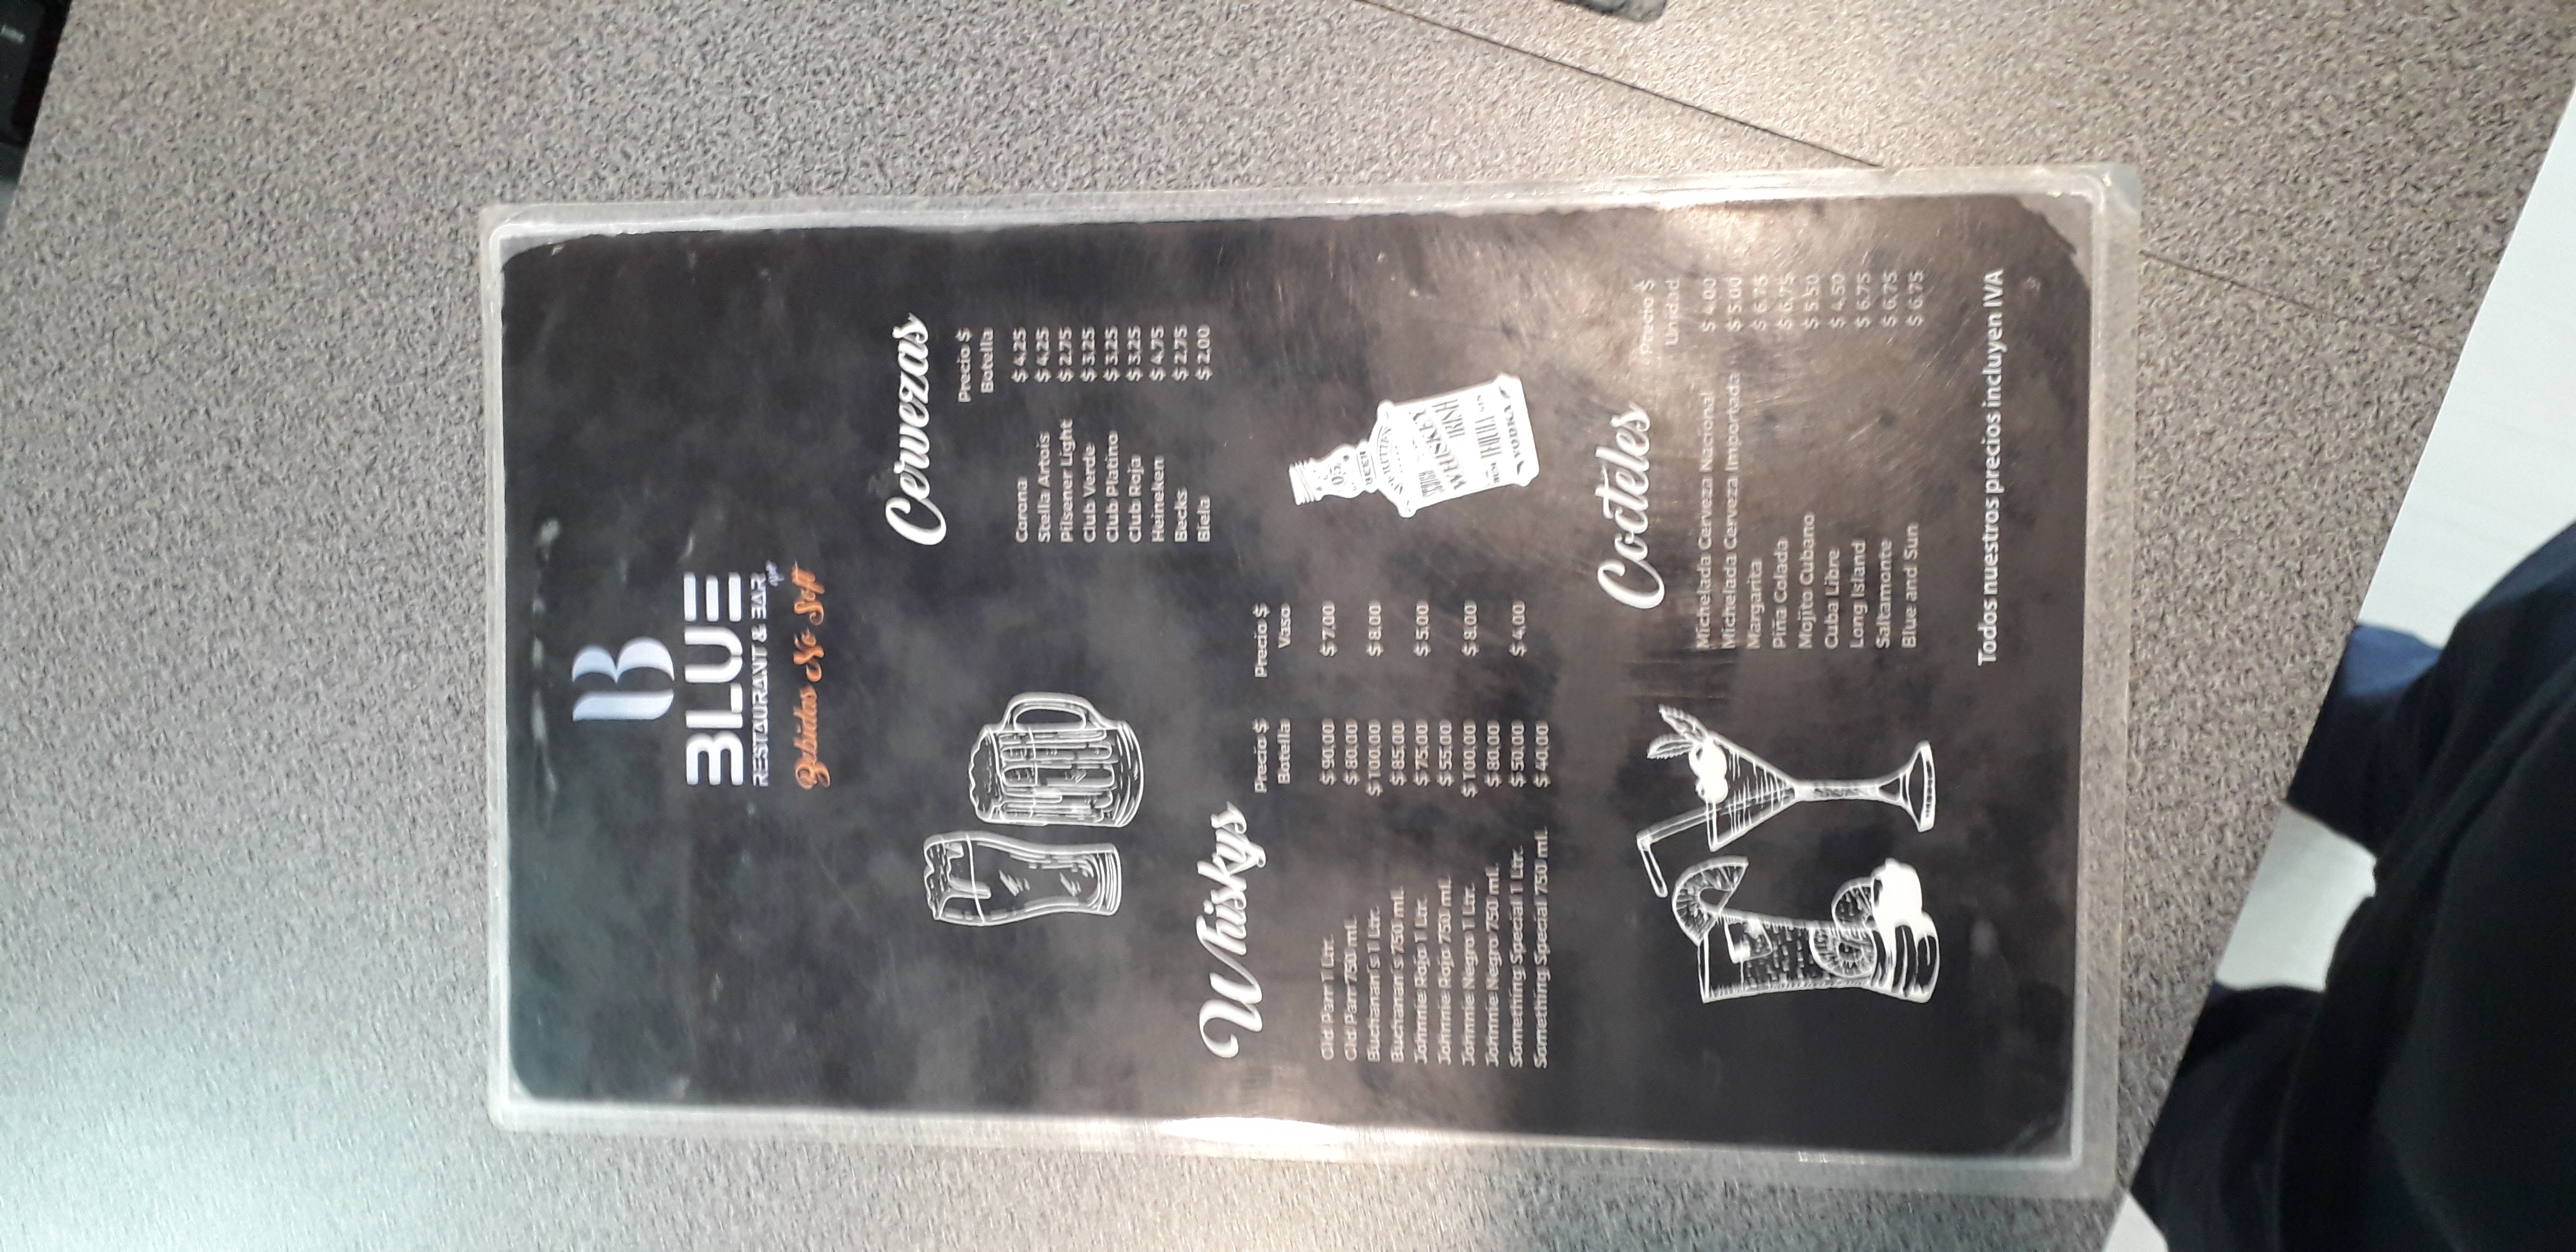 B
BLUE
RESTAURANT & BAR
Bebidas
Cervezas
Precio $
Botella
Corona $ 4.25
Stella Artois $ 4.25
Pilsener Light $ 2.75
Club Verde $ 3.25
Club Platino $ 3.25
Club Roja $ 3.25
Heineken $ 4.75
Becks $ 2.75
Biela $ 2.00
Whiskys
Precio $ Precio $
Botella Vaso
Old Parr 1 Ltr. $ 90.00 $ 7.00
Old Parr 750 ml. $ 80.00
Buchanan´s 1 Ltr. $ 100.00 $ 8.00
Buchanan´s 750 ml. $ 85.00
Johnnie Rojo 1 Ltr. $ 75.00 $ 5.00
Johnnie Rojo 750 ml. $ 55.00
Johnnie Negro 1 Ltr. $ 100.00 $ 8.00
Johnnie Negro 750 ml. $ 80.00
Something Special 1 Ltr. $ 50.00 $ 4.00
Something Special 750 ml. $ 40.00
BEER
WHISKEY
IRISH
TEQUILA
VODKA
Cocteles
Precio $
Unidad
Michelada Cerveza Nacional $ 4.00
Michelada Cerveza Importada $ 5.00
Margarita $ 6.75
Piña Colada $ 6.75
Mojito Cubano $ 5.50
Cuba Libre $ 4.50
Long Island $ 6.75
Saltamonte $ 6.75
Blue and Sun $ 6.75
Todos nuestros precios incluyen IVA